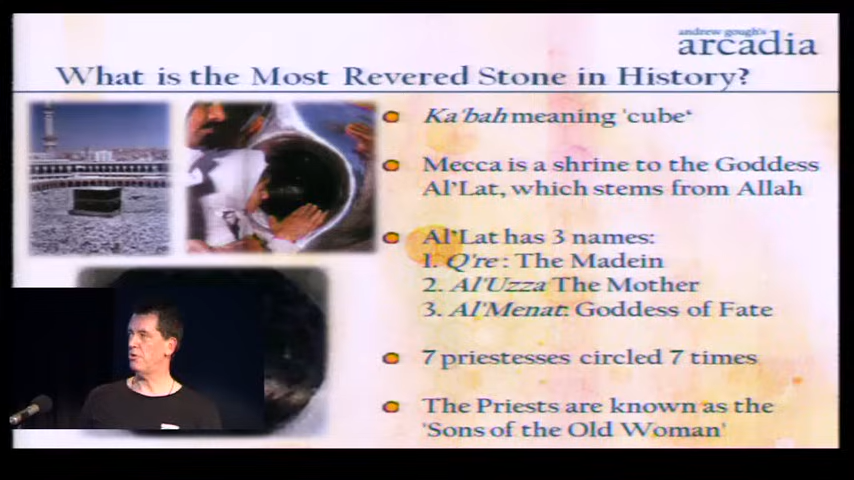 andrew gough's
arcadia
What is the Most Revered Stone in History?
Ka'bah meaning 'cube'
Mecca is a shrine to the Goddess
Al'Lat, which stems from Allah
Al'Lat has 3 names:
1. Q're : The Madein
2. Al'Uzza The Mother
3. Al'Menat: Goddess of Fate
7 priestesses circled 7 times
The Priests are known as the
'Sons of the Old Woman'